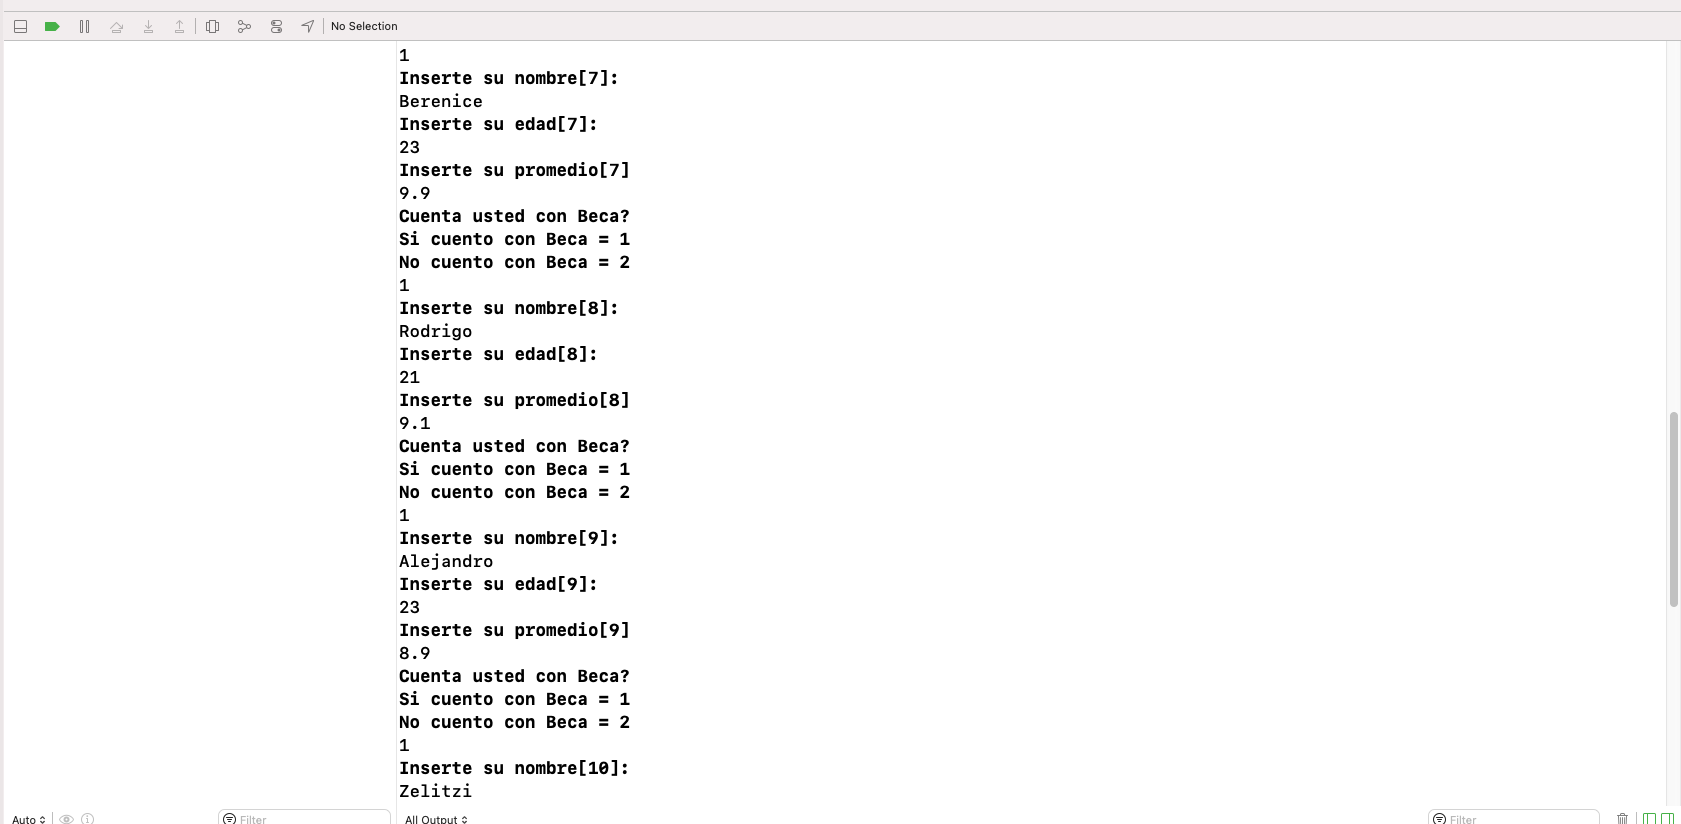 No Selection
1
Inserte su nombre[7]:
Berenice
Inserte su edad[7]:
23
Inserte su promedio[7]
9.9
Cuenta usted con Beca?
Si cuento con Beca = 1
No cuento con Beca = 2
1
Inserte su nombre[8]:
Rodrigo
Inserte su edad[8]:
21
Inserte su promedio[8]
9.1
Cuenta usted con Beca?
Si cuento con Beca = 1
No cuento con Beca = 2
1
Inserte su nombre[9]:
Alejandro
Inserte su edad[9]:
23
Inserte su promedio[9]
8.9
Cuenta usted con Beca?
Si cuento con Beca = 1
No cuento con Beca = 2
1
Inserte su nombre[10]:
Zelitzi
Auto Filter All Output Filter